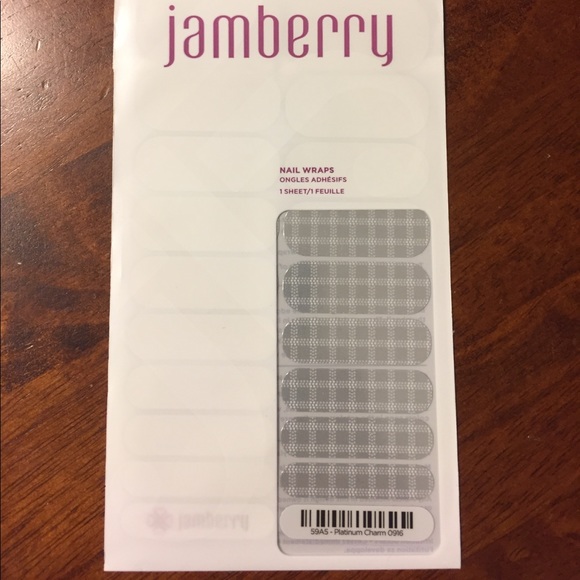 jamberry
NAIL WRAPS
ONGLES ADHÉSIFS
1 SHEET/1 FEUILLE
59A5 - Platinum Charm 0916
jamberry